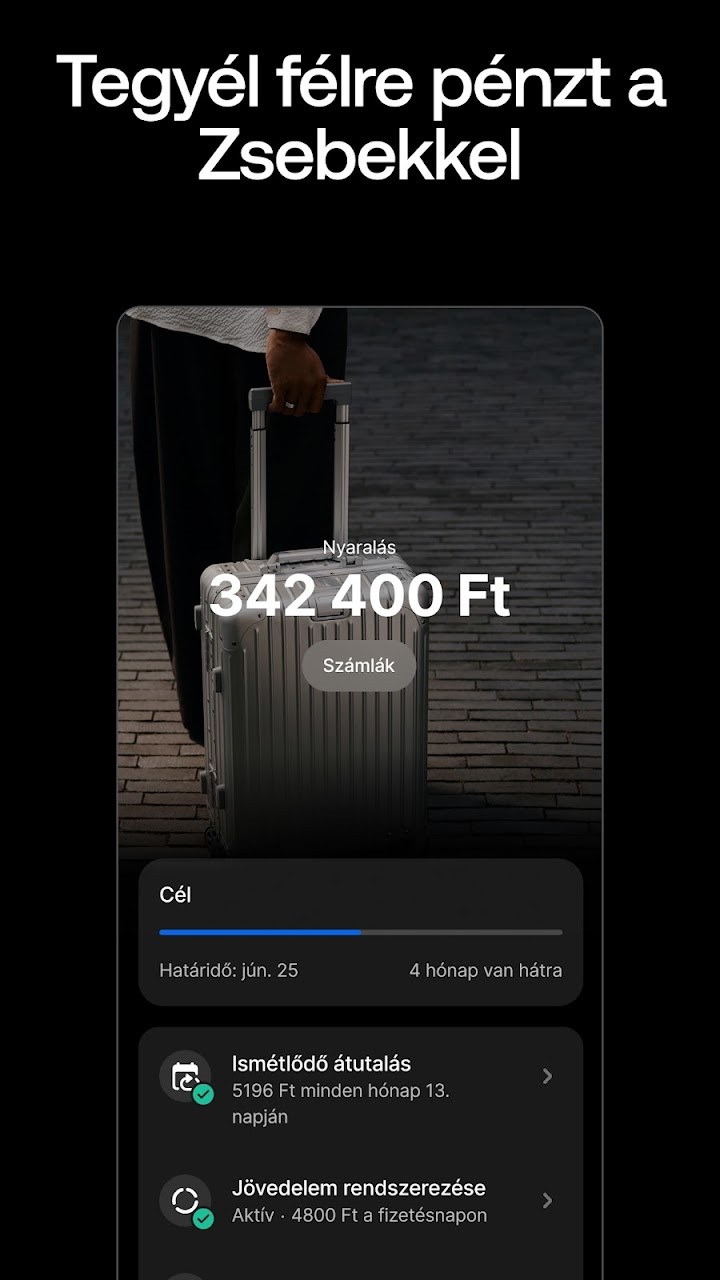 Tegyél félre pénzt a
Zsebekkel
Nyaralás
342 400 Ft
Számlák
Cél
Határidő: jún. 25
4 hónap van hátra
Ismétlődő átutalás
5196 Ft minden hónap 13.
napján
Jövedelem rendszerezése
Aktív · 4800 Ft a fizetésnapon